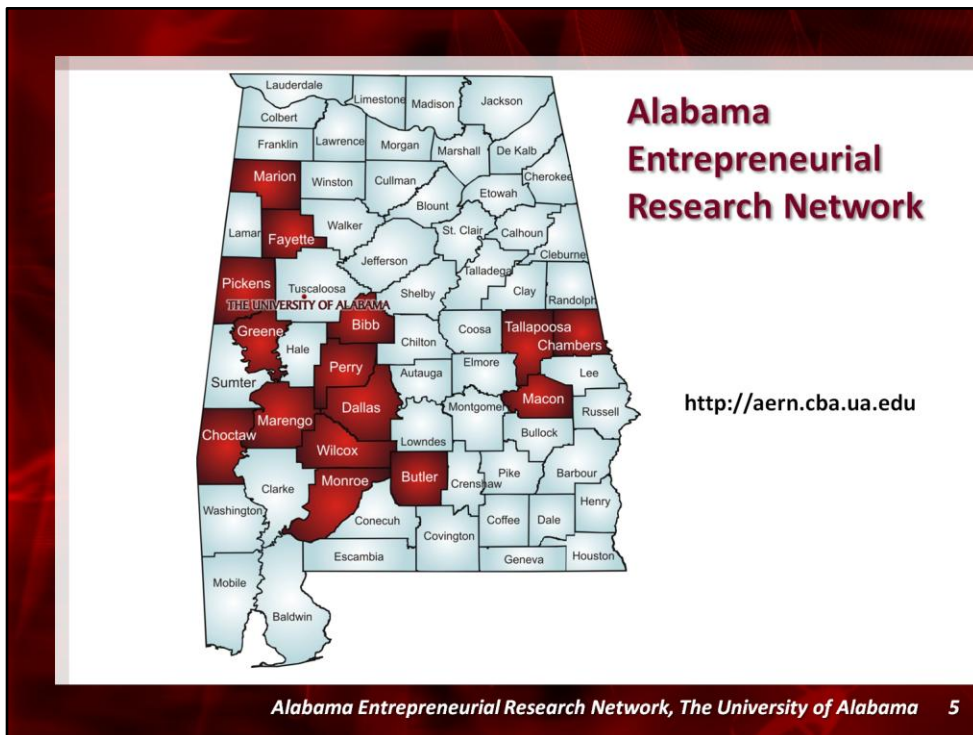 Alabama
Entrepreneurial
Research Network
Lauderdale
Limestone
Madison
Jackson
Colbert
Franklin
Lawrence
Morgan
Marshall
De Kalb
Marion
Winston
Cullman
Blount
Etowah
Cherokee
Lamar
Fayette
Walker
Jefferson
St. Clair
Calhoun
Cleburne
Talladega
Pickens
Tuscaloosa
THE UNIVERSITY OF ALABAMA
Shelby
Clay
Randolph
Greene
Hale
Bibb
Chilton
Coosa
Tallapoosa
Chambers
Sumter
Perry
Autauga
Elmore
Lee
Marengo
Dallas
Montgomer
Macon
Russell
http://aern.cba.ua.edu
Choctaw
Wilcox
Lowndes
Bullock
Monroe
Butler
Crenshaw
Pike
Barbour
Clarke
Washington
Conecuh
Covington
Coffee
Dale
Henry
Escambia
Geneva
Houston
Mobile
Baldwin
Alabama Entrepreneurial Research Network, The University of Alabama 5